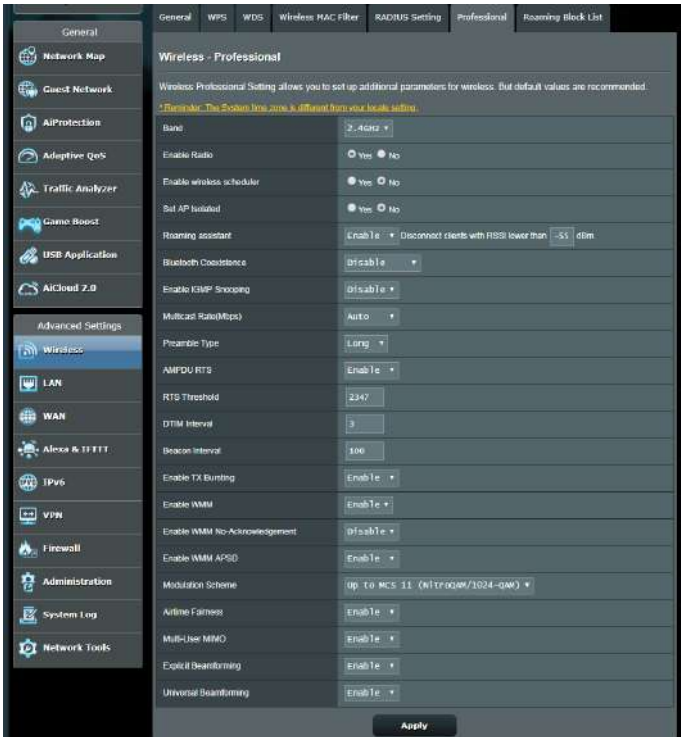 General WPS WDS Wireless MAC Filter RADIUS Setting Professional Roaming Block List
General
Network Map
Guest Network
AiProtection
Adaptive QoS
Traffic Analyzer
Game Boost
USB Application
AiCloud 2.0
Advanced Settings
Wireless
LAN
WAN
Alexa & IFTTT
IPv6
VPN
Firewall
Administration
System Log
Network Tools
Wireless - Professional
Wireless Professional Setting allows you to set up additional parameters for wireless. But default values are recommended.
* Reminder: The System time zone is different from your locale setting.
Band 2.4GHz
Enable Radio Yes No
Enable wireless scheduler Yes No
Set AP Isolated Yes No
Roaming assistant Enable Disconnect clients with RSSI lower than -55 dBm
Bluetooth Coexistence Disable
Enable IGMP Snooping Disable
Multicast Rate(Mbps) Auto
Preamble Type Long
AMPDU RTS Enable
RTS Threshold 2347
DTIM Interval 3
Beacon Interval 100
Enable TX Bursting Enable
Enable WMM Enable
Enable WMM No-Acknowledgement Disable
Enable WMM APSD Enable
Modulation Scheme Up to MCS 11 (NitroQAM/1024-QAM)
Airtime Fairness Enable
Multi-User MIMO Enable
Explicit Beamforming Enable
Universal Beamforming Enable
Apply